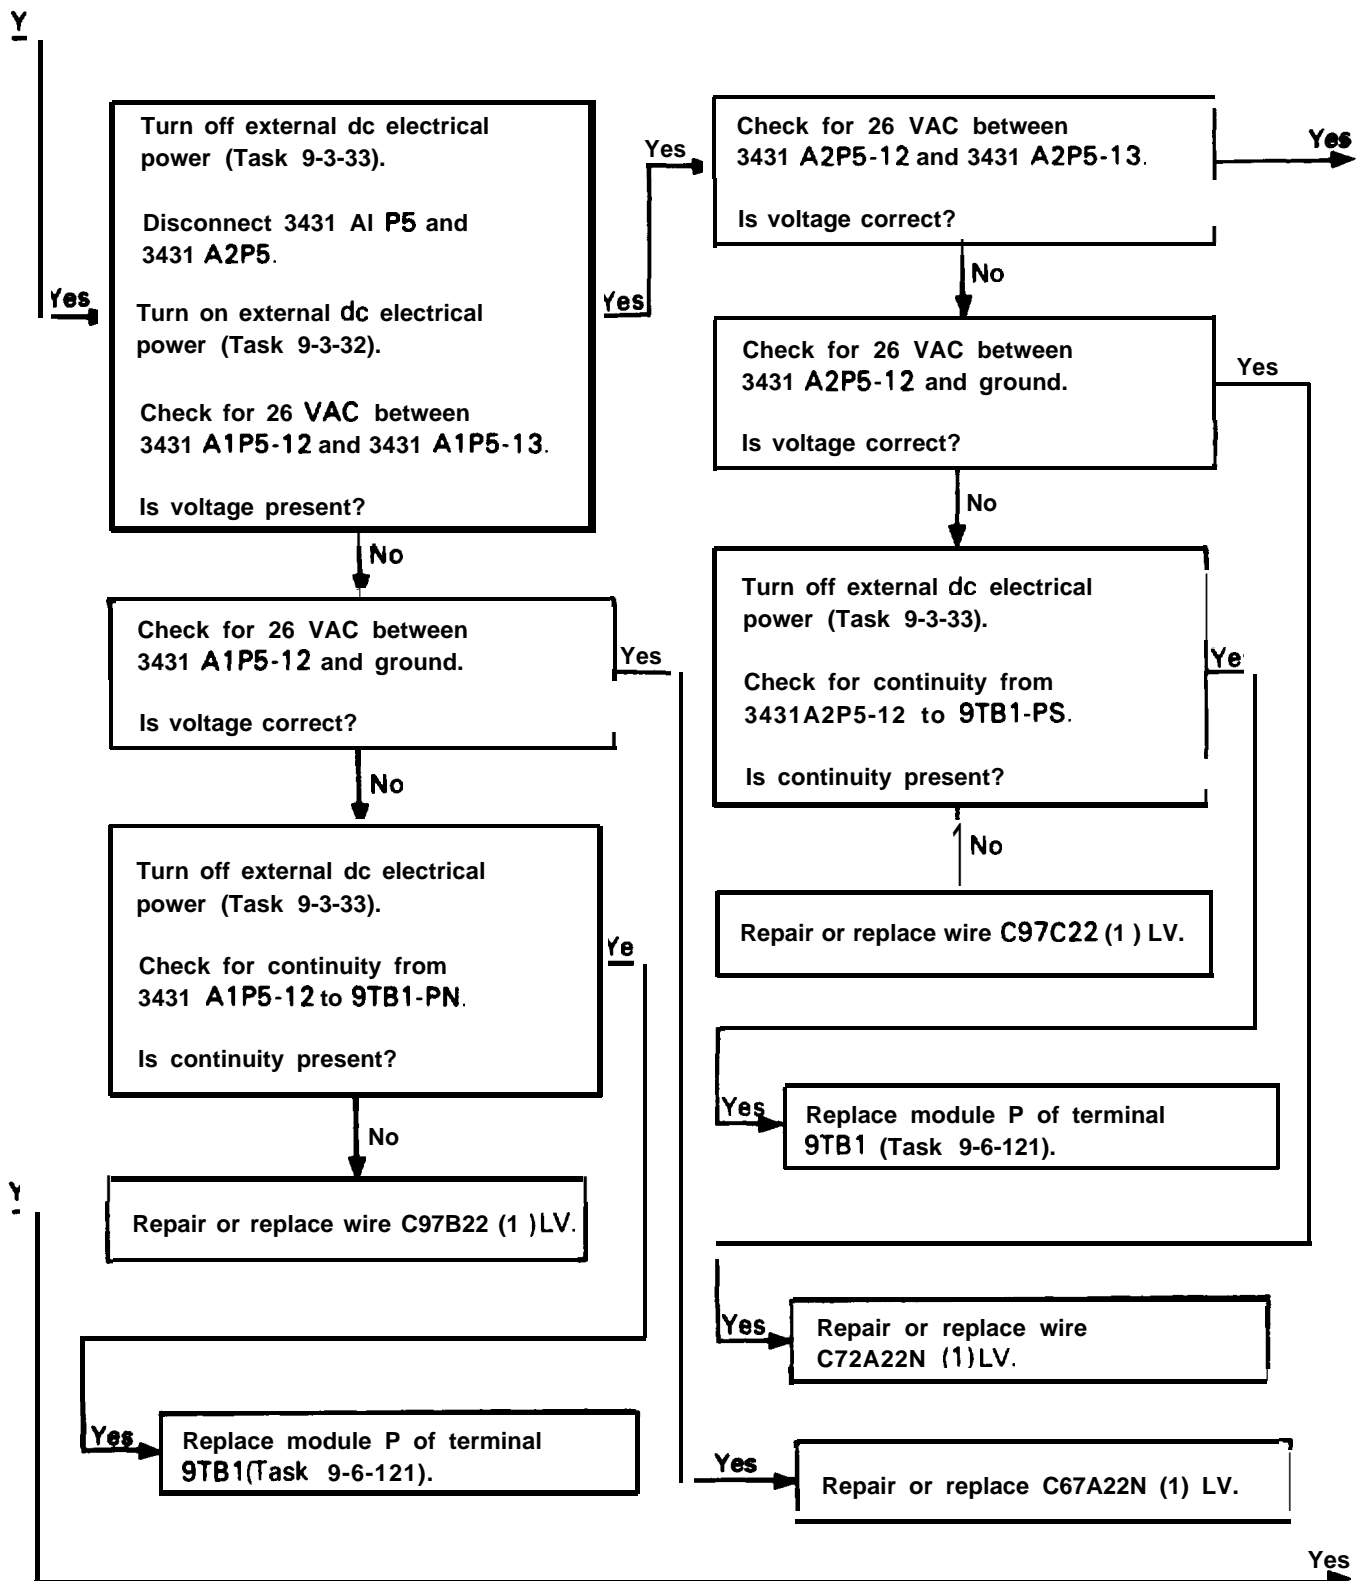 Y
Turn off external dc electrical
power (Task 9-3-33).
Disconnect 3431 Al P5 and
3431 A2P5.
Turn on external dc electrical
power (Task 9-3-32).
Check for 26 VAC between
3431 A1P5-12 and 3431 A1P5-13.
Is voltage present?
Yes
Yes
Yes
No
Check for 26 VAC between
3431 A1P5-12 and ground.
Is voltage correct?
Yes
No
Turn off external dc electrical
power (Task 9-3-33).
Check for continuity from
3431 A1P5-12 to 9TB1-PN.
Is continuity present?
Ye
No
Repair or replace wire C97B22 (1 )LV.
Yes
Replace module P of terminal
9TB1(Task 9-6-121).
Check for 26 VAC between
3431 A2P5-12 and 3431 A2P5-13.
Is voltage correct?
Yes
No
Check for 26 VAC between
3431 A2P5-12 and ground.
Is voltage correct?
Yes
No
Turn off external dc electrical
power (Task 9-3-33).
Check for continuity from
3431A2P5-12 to 9TB1-PS.
Is continuity present?
Ye
No
Repair or replace wire C97C22 (1 ) LV.
Yes
Replace module P of terminal
9TB1 (Task 9-6-121).
Yes
Repair or replace wire
C72A22N (1)LV.
Yes
Repair or replace C67A22N (1) LV.
Y
Yes